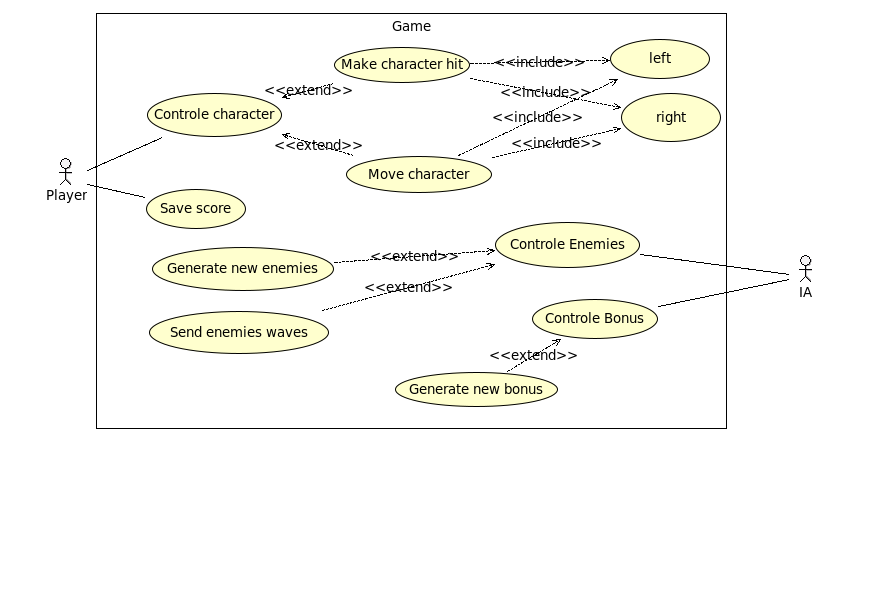 Game
Make character hit
<<include>>
left
<<extend>>
<<include>>
Controle character
<<include>>
right
<<extend>>
<<include>>
Move character
Player
Save score
Generate new enemies
<<extend>>
Controle Enemies
<<extend>>
IA
Send enemies waves
Controle Bonus
<<extend>>
Generate new bonus